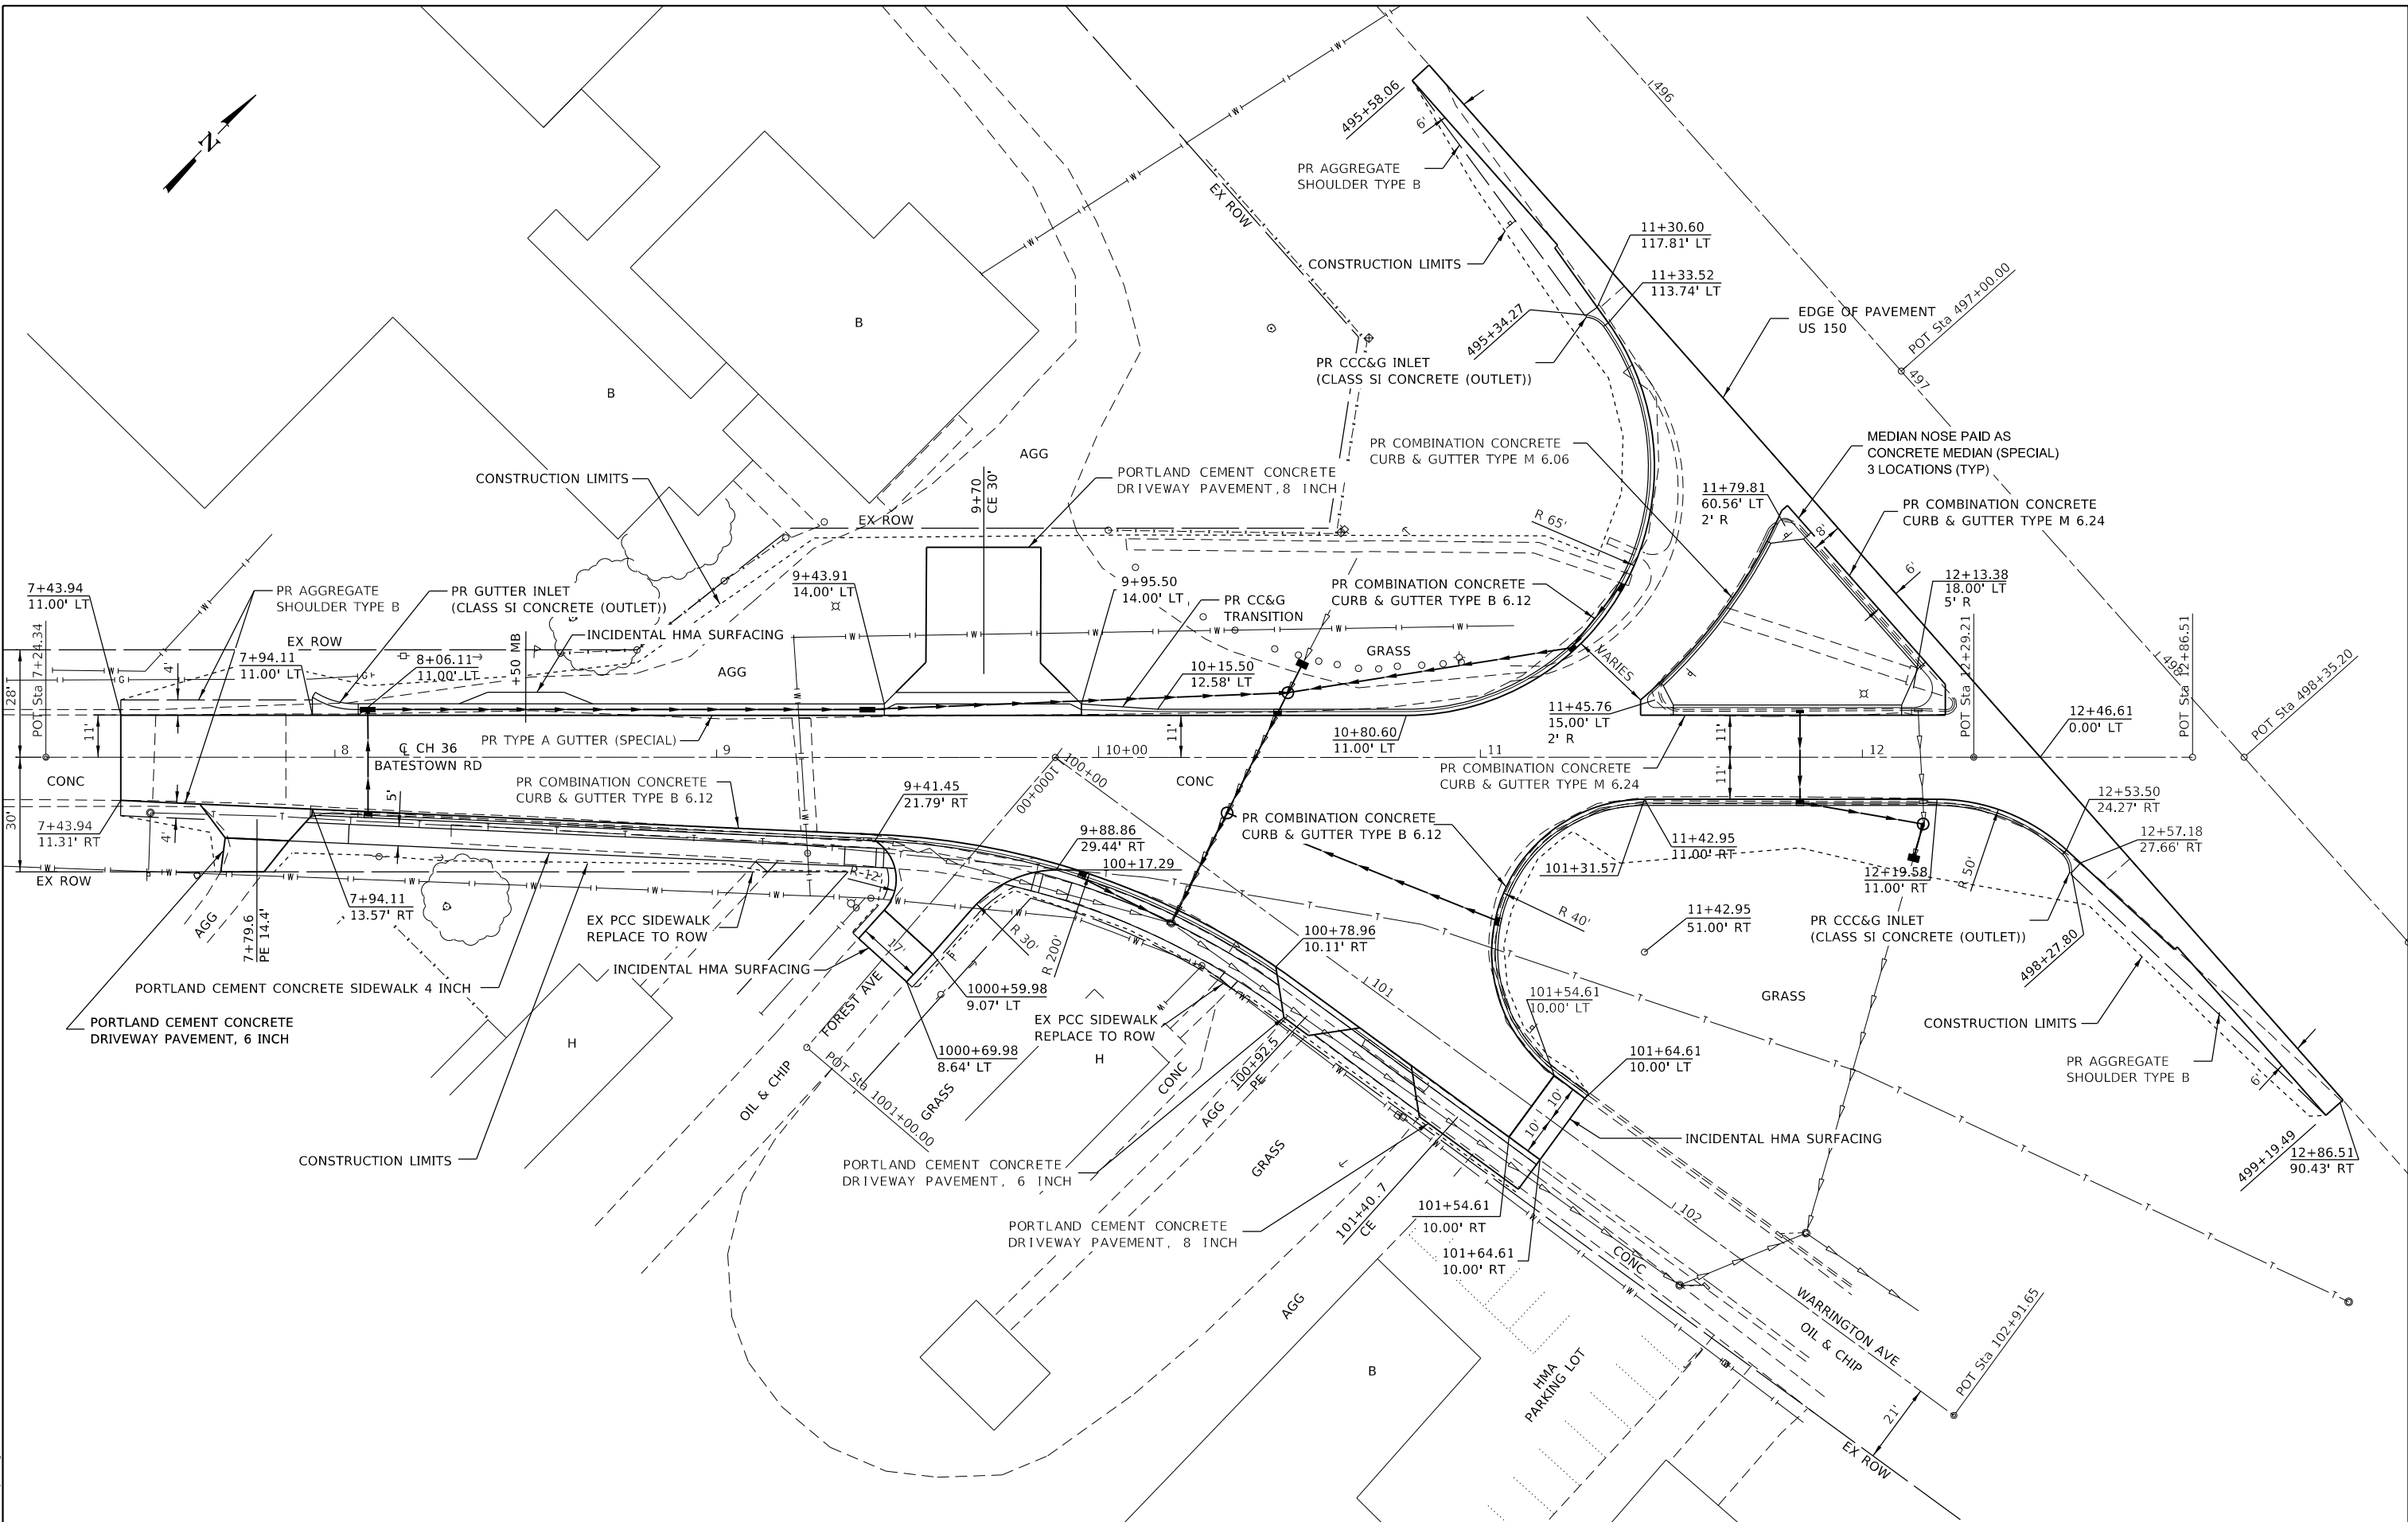 N
495+58.06
6'
PR AGGREGATE
SHOULDER TYPE B
EX ROW
CONSTRUCTION LIMITS
496
11+30.60
117.81' LT
11+33.52
113.74' LT
EDGE OF PAVEMENT
US 150
POT Sta 497+00.00
497
495+34.27
PR CCC&G INLET
(CLASS SI CONCRETE (OUTLET))
B
B
AGG
PR COMBINATION CONCRETE
CURB & GUTTER TYPE M 6.06
MEDIAN NOSE PAID AS
CONCRETE MEDIAN (SPECIAL)
3 LOCATIONS (TYP)
PR COMBINATION CONCRETE
CURB & GUTTER TYPE M 6.24
11+79.81
60.56' LT
2' R
8'
6'
CONSTRUCTION LIMITS
9+70
CE 30'
PORTLAND CEMENT CONCRETE
DRIVEWAY PAVEMENT, 8 INCH
EX ROW
R 65'
7+43.94
11.00' LT
PR AGGREGATE
SHOULDER TYPE B
PR GUTTER INLET
(CLASS SI CONCRETE (OUTLET))
9+43.91
14.00' LT
9+95.50
14.00' LT
PR CC&G
TRANSITION
PR COMBINATION CONCRETE
CURB & GUTTER TYPE B 6.12
12+13.38
18.00' LT
5' R
POT Sta 7+24.34
EX ROW
7+94.11
11.00' LT
8+06.11
11.00' LT
+50 MB
INCIDENTAL HMA SURFACING
AGG
10+15.50
12.58' LT
GRASS
VARIES
POT Sta 12+29.21
POT Sta 12+86.51
498
POT Sta 498+35.20
28'
4'
11'
PR TYPE A GUTTER (SPECIAL)
11'
10+80.60
11.00' LT
11+45.76
15.00' LT
2' R
11'
12+46.61
0.00' LT
8
CL CH 36
BATESTOWN RD
9
10+00
11
12
CONC
1000+00
100+00
CONC
11'
PR COMBINATION CONCRETE
CURB & GUTTER TYPE M 6.24
PR COMBINATION CONCRETE
CURB & GUTTER TYPE B 6.12
9+41.45
21.79' RT
30'
7+43.94
11.31' RT
4'
5'
9+88.86
29.44' RT
100+17.29
PR COMBINATION CONCRETE
CURB & GUTTER TYPE B 6.12
11+42.95
11.00' RT
101+31.57
12+19.58
11.00' RT
R 50'
12+53.50
24.27' RT
12+57.18
27.66' RT
EX ROW
AGG
7+79.6
PE 14.4'
7+94.11
13.57' RT
R 12'
EX PCC SIDEWALK
REPLACE TO ROW
17'
INCIDENTAL HMA SURFACING
R 30'
R 200'
100+78.96
10.11' RT
R 40'
11+42.95
51.00' RT
PR CCC&G INLET
(CLASS SI CONCRETE (OUTLET))
498+27.80
PORTLAND CEMENT CONCRETE SIDEWALK 4 INCH
PORTLAND CEMENT CONCRETE
DRIVEWAY PAVEMENT, 6 INCH
H
FOREST AVE
1000+59.98
9.07' LT
EX PCC SIDEWALK
REPLACE TO ROW
H
101
101+54.61
10.00' LT
GRASS
CONSTRUCTION LIMITS
1000+69.98
8.64' LT
POT Sta 1001+00.00
OIL & CHIP
GRASS
CONC
100+92.5
PE
AGG
101+64.61
10.00' LT
10'
10'
INCIDENTAL HMA SURFACING
PR AGGREGATE
SHOULDER TYPE B
6'
499+19.49
12+86.51
90.43' RT
CONSTRUCTION LIMITS
PORTLAND CEMENT CONCRETE
DRIVEWAY PAVEMENT, 6 INCH
GRASS
PORTLAND CEMENT CONCRETE
DRIVEWAY PAVEMENT, 8 INCH
101+40.7
CE
101+54.61
10.00' RT
101+64.61
10.00' RT
102
CONC
WARRINGTON AVE
OIL & CHIP
POT Sta 102+91.65
AGG
B
HMA
PARKING LOT
21'
EX ROW